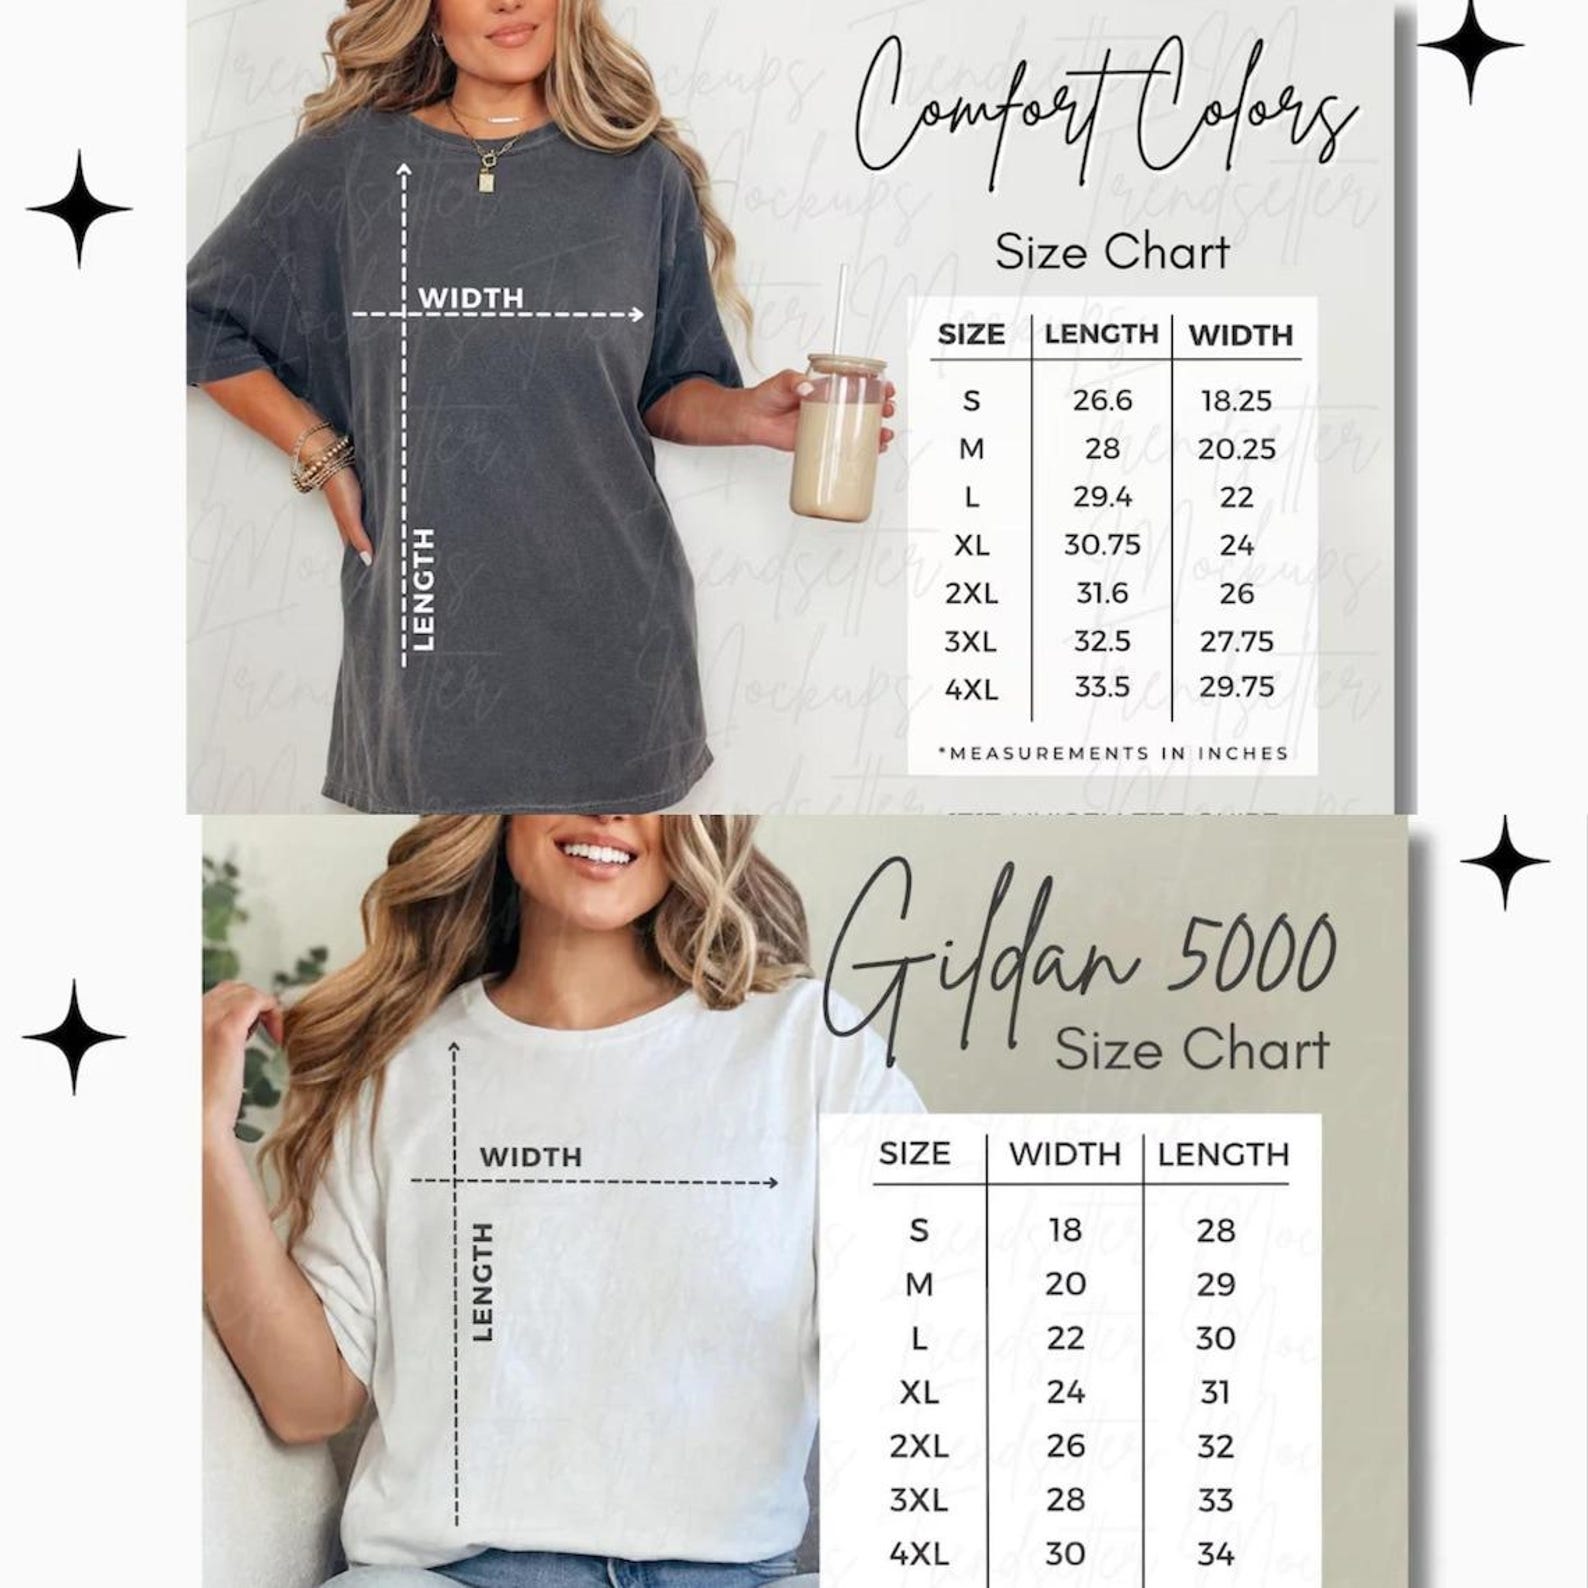 Comfort Colors
Size Chart
WIDTH
LENGTH
SIZE LENGTH WIDTH
S 26.6 18.25
M 28 20.25
L 29.4 22
XL 30.75 24
2XL 31.6 26
3XL 32.5 27.75
4XL 33.5 29.75
*MEASUREMENTS IN INCHES
Gildan 5000
Size Chart
WIDTH
LENGTH
SIZE WIDTH LENGTH
S 18 28
M 20 29
L 22 30
XL 24 31
2XL 26 32
3XL 28 33
4XL 30 34
Trendsetter
Mockups